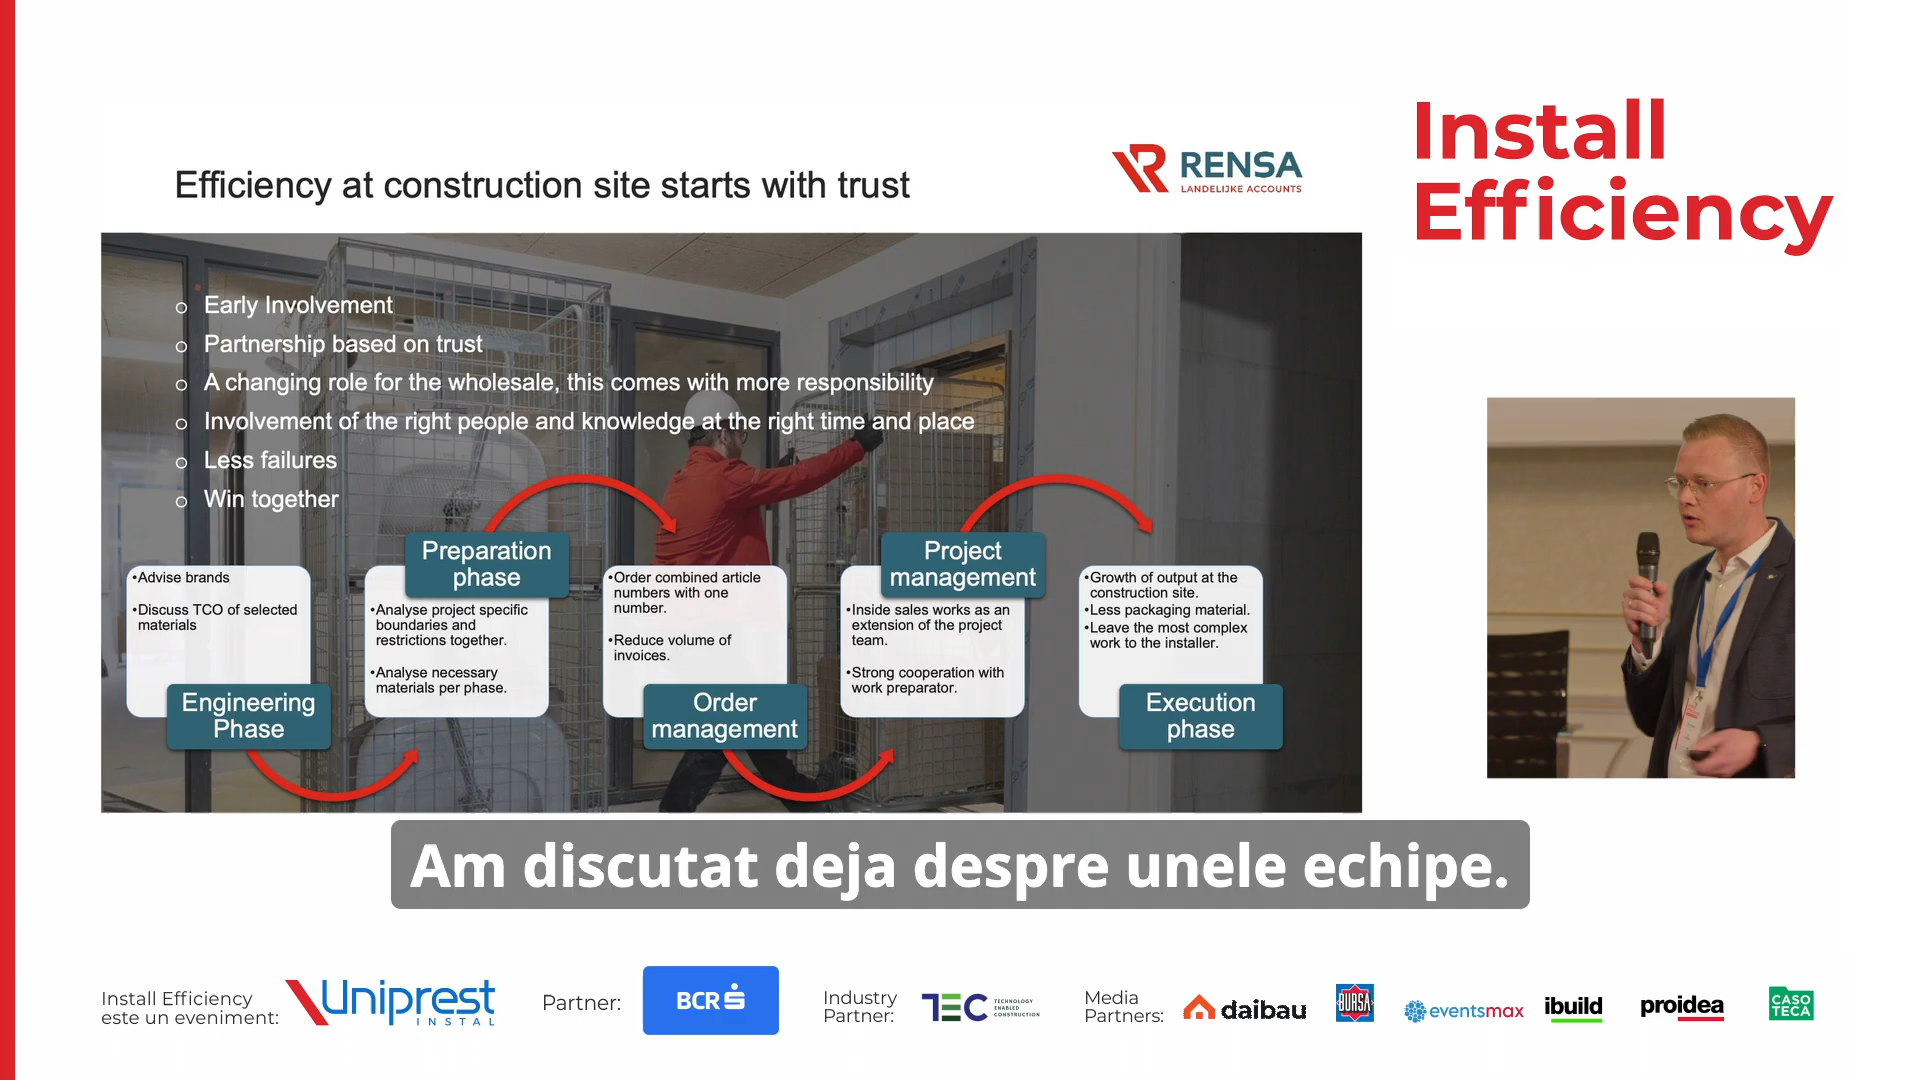 Install
Efficiency
Efficiency at construction site starts with trust
RENSA
LANDELIJKE ACCOUNTS
o Early Involvement
o Partnership based on trust
o A changing role for the wholesale, this comes with more responsibility
o Involvement of the right people and knowledge at the right time and place
o Less failures
o Win together
•Advise brands
•Discuss TCO of selected
materials
Engineering
Phase
Preparation
phase
•Analyse project specific
boundaries and
restrictions together.
•Analyse necessary
materials per phase.
•Order combined article
numbers with one
number.
•Reduce volume of
invoices.
Order
management
Project
management
•Inside sales works as an
extension of the project
team.
•Strong cooperation with
work preparator.
•Growth of output at the
construction site.
•Less packaging material.
•Leave the most complex
work to the installer.
Execution
phase
Am discutat deja despre unele echipe.
Install Efficiency
este un eveniment:
Uniprest
INSTAL
Partner:
BCR
Industry
Partner:
TEC
TECHNOLOGY
ENABLED
CONSTRUCTION
Media
Partners:
daibau
BURSA
eventsmax
ibuild
proidea
CASO
TECA